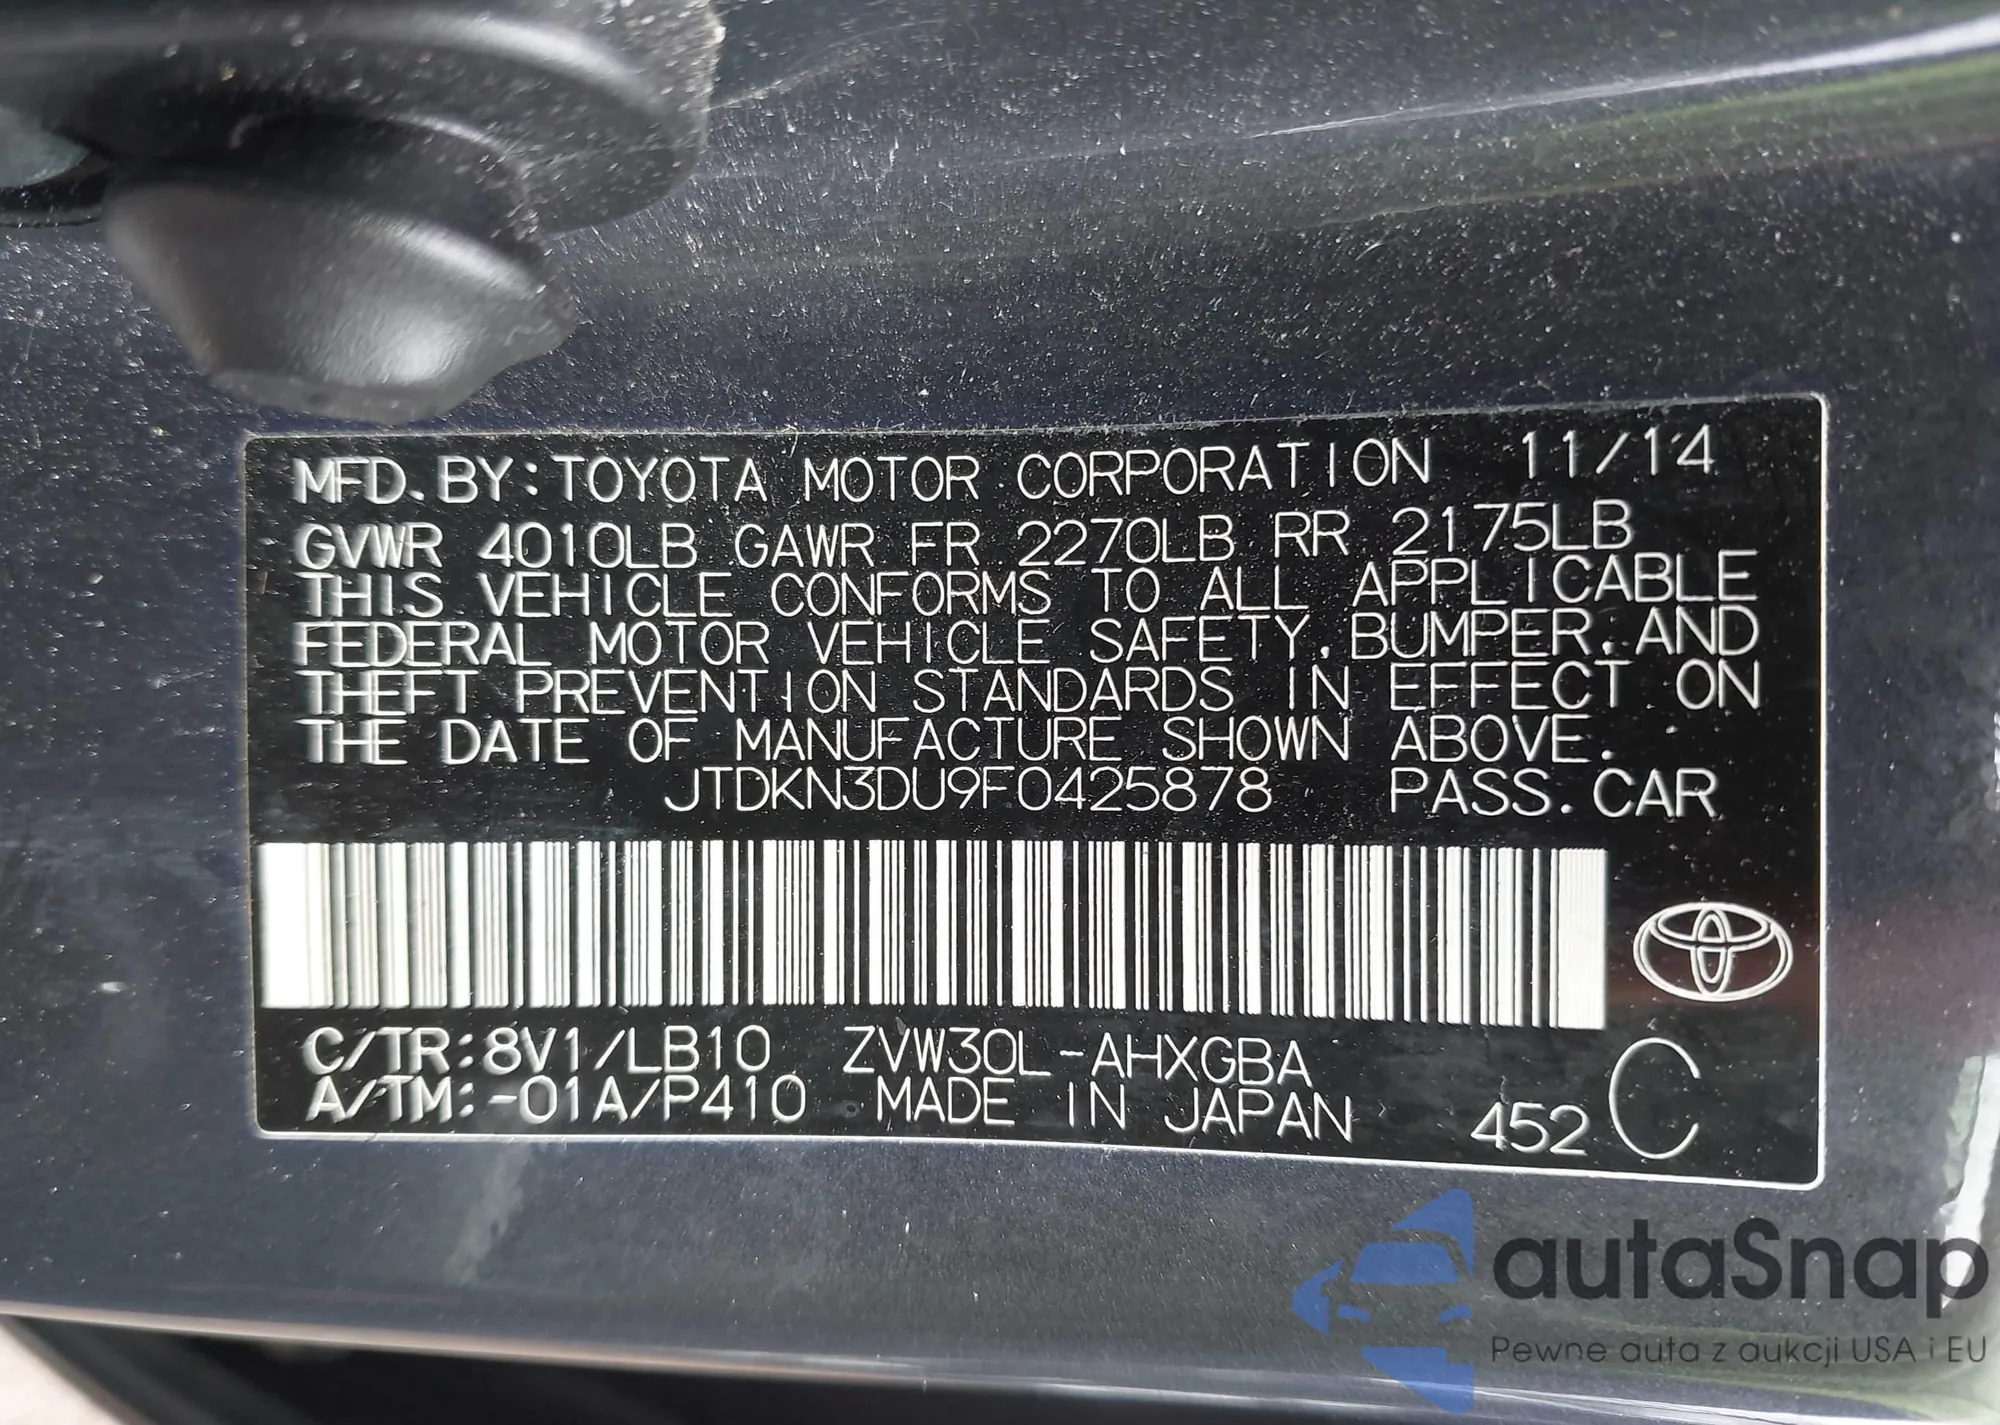 MFD. BY: TOYOTA MOTOR CORPORATION 11/14
GVWR 4010LB GAWR FR 2270LB RR 2175LB
THIS VEHICLE CONFORMS TO ALL APPLICABLE
FEDERAL MOTOR VEHICLE SAFETY, BUMPER, AND
THEFT PREVENTION STANDARDS IN EFFECT ON
THE DATE OF MANUFACTURE SHOWN ABOVE.
JTDKN3DU9F0425878 PASS. CAR
C/TR: 8V1/LB10 ZVW30L-AHXGBA
A/TM: -01A/P410 MADE IN JAPAN 452 C
autaSnap
Pewne auta z aukcji USA i EU